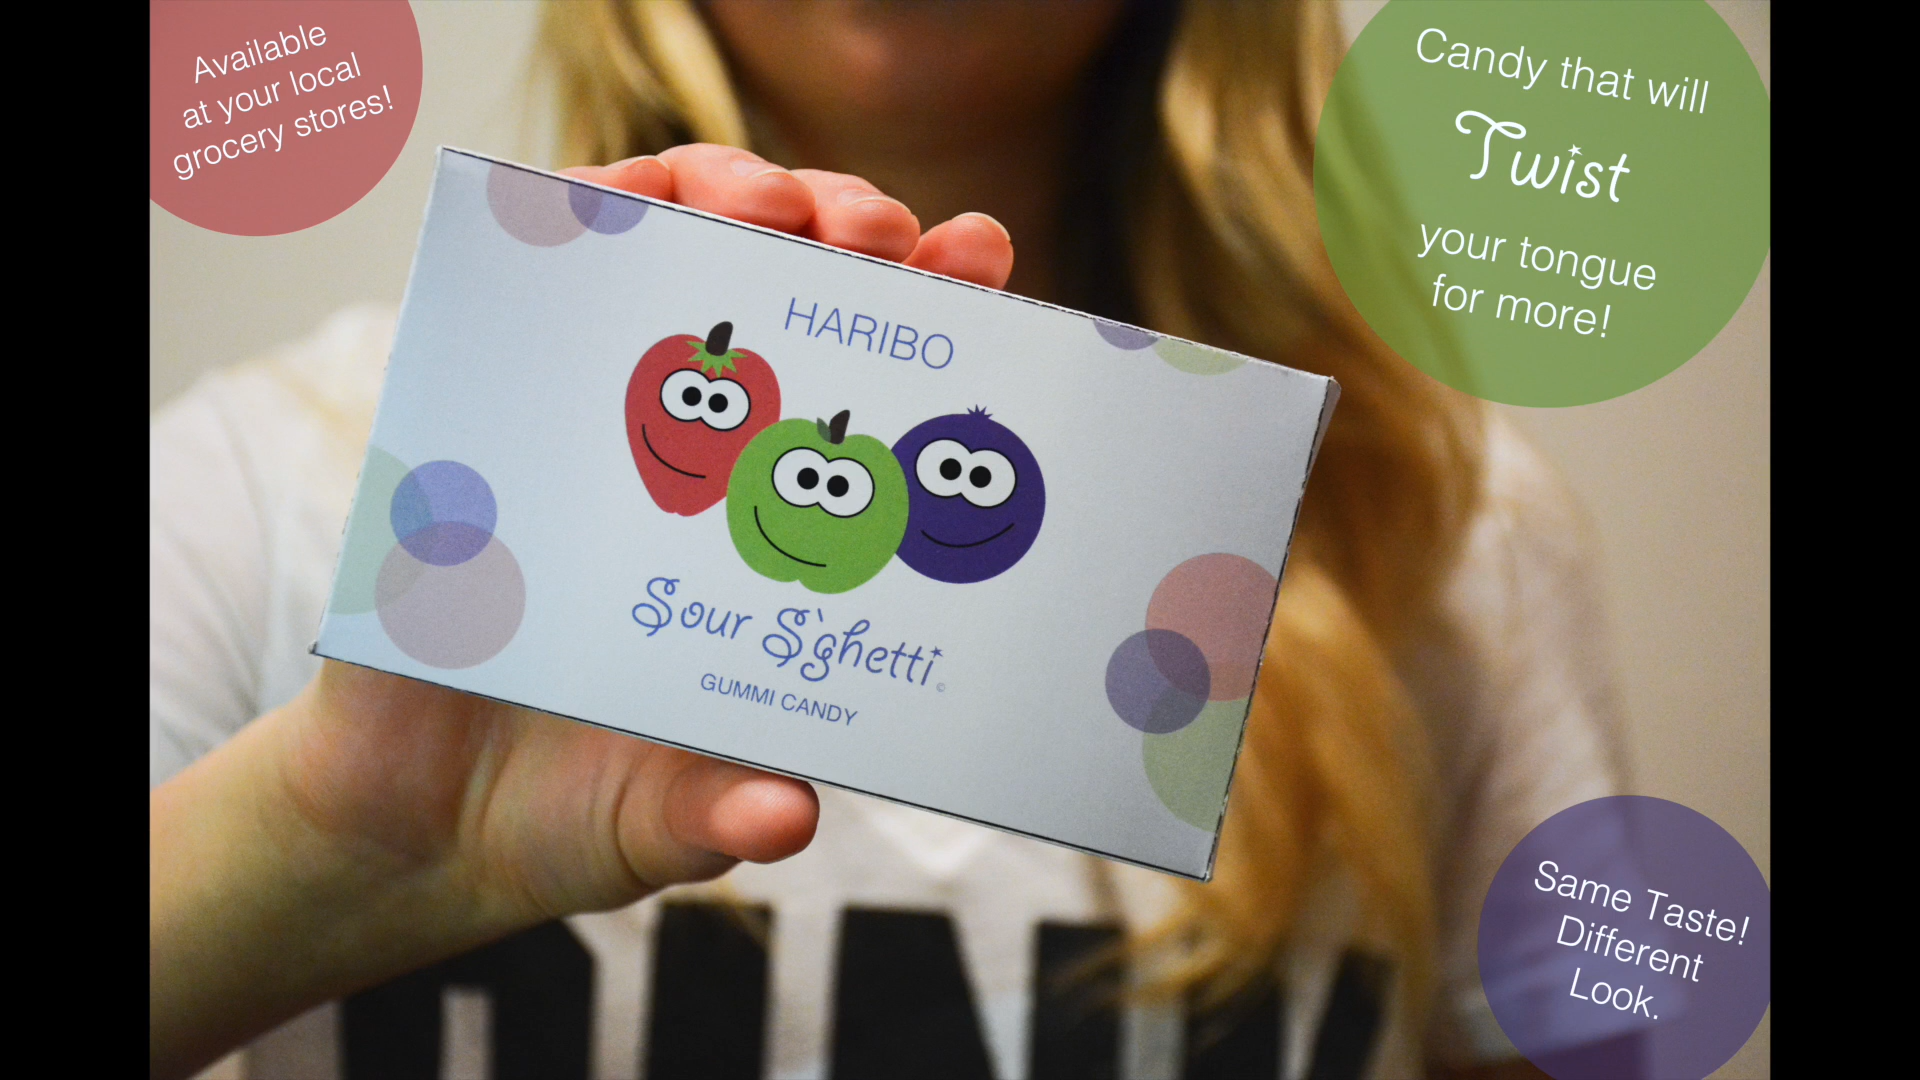 Available
at your local
grocery stores!
Candy that will
Twist
your tongue
for more!
HARIBO
Sour S'ghetti
©
GUMMI CANDY
Same Taste!
Different
Look.